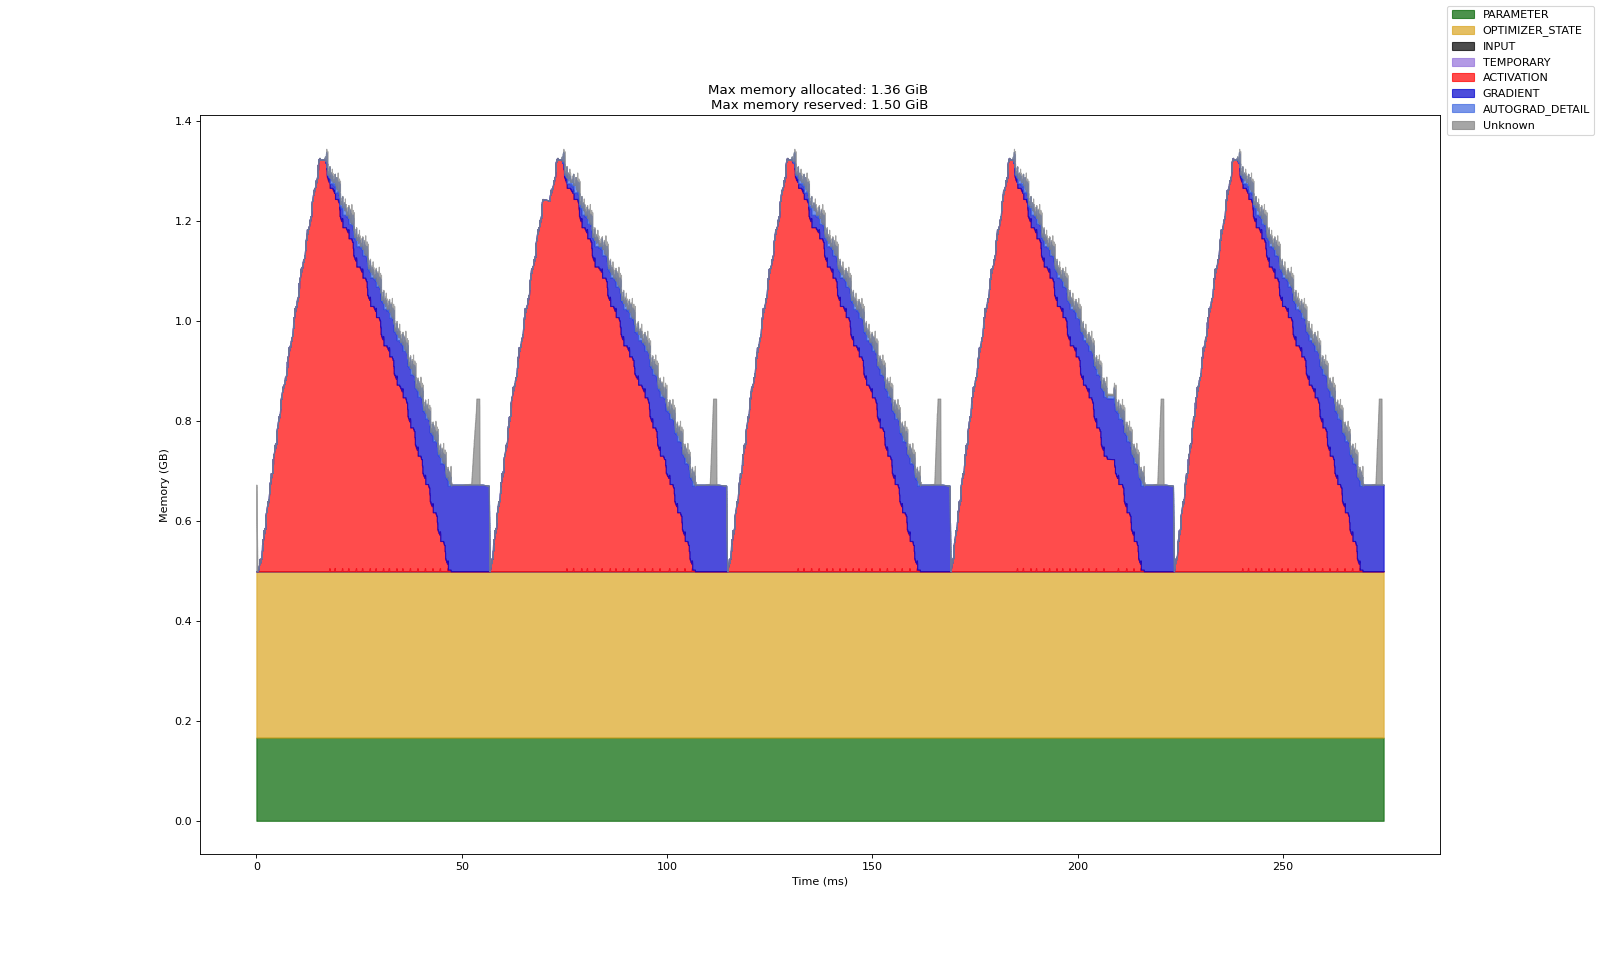 PARAMETER
OPTIMIZER_STATE
INPUT
TEMPORARY
ACTIVATION
GRADIENT
AUTOGRAD_DETAIL
Unknown
Max memory allocated: 1.36 GiB
Max memory reserved: 1.50 GiB
1.4
1.2
1.0
0.8
0.6
0.4
0.2
0.0
Memory (GB)
0 50 100 150 200 250
Time (ms)